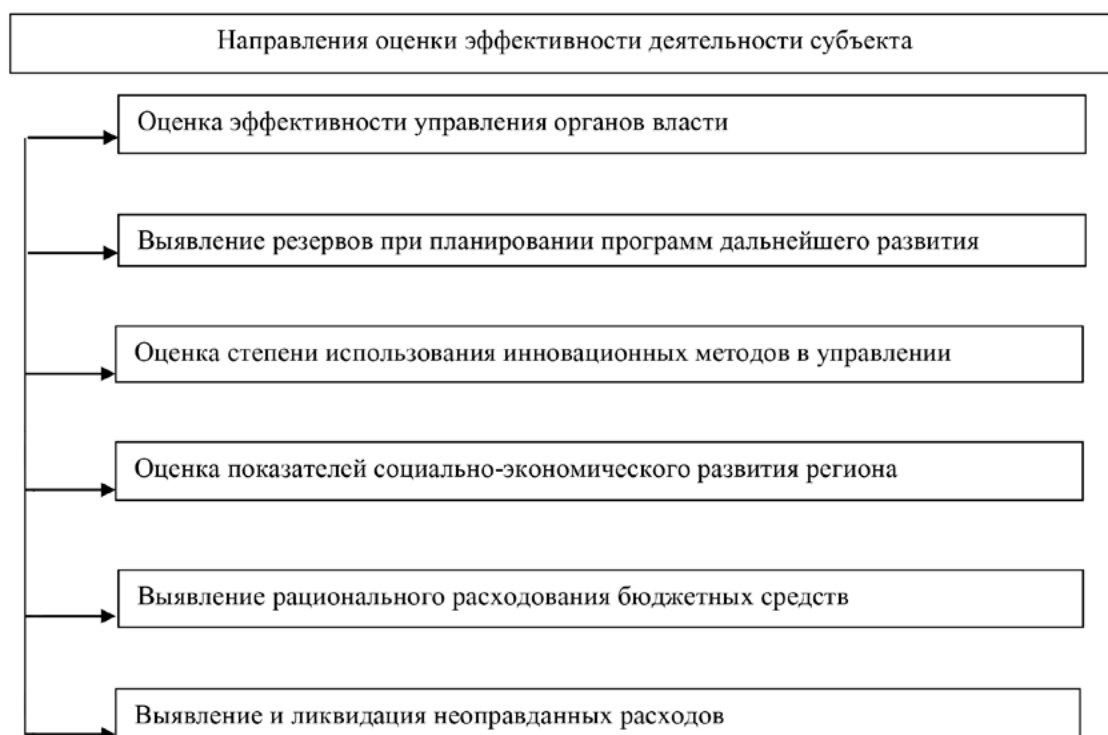 Направления оценки эффективности деятельности субъекта
Оценка эффективности управления органов власти
Выявление резервов при планировании программ дальнейшего развития
Оценка степени использования инновационных методов в управлении
Оценка показателей социально-экономического развития региона
Выявление рационального расходования бюджетных средств
Выявление и ликвидация неоправданных расходов